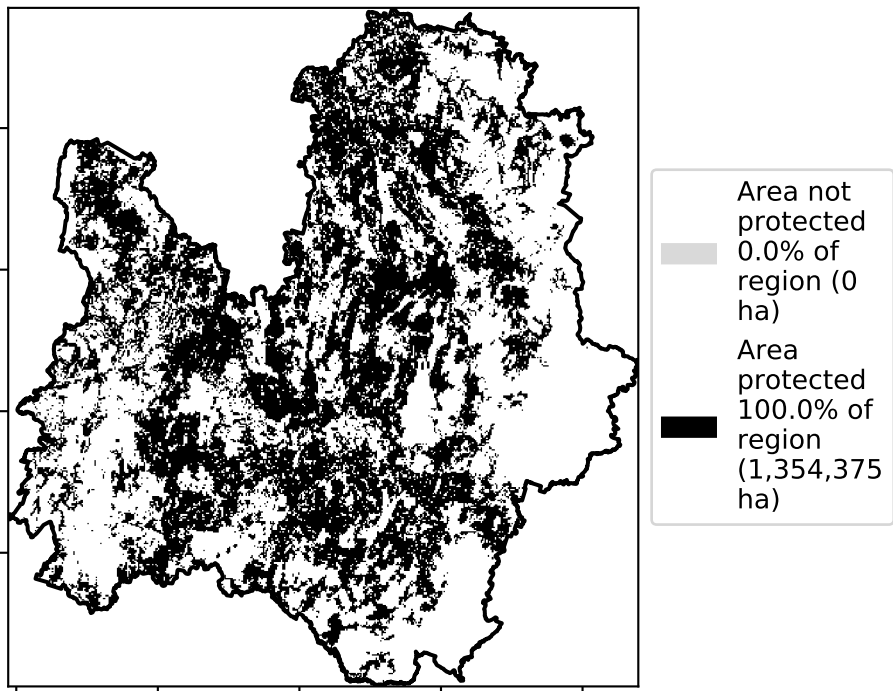 Area not
protected
0.0% of
region (0
ha)
Area
protected
100.0% of
region
(1,354,375
ha)